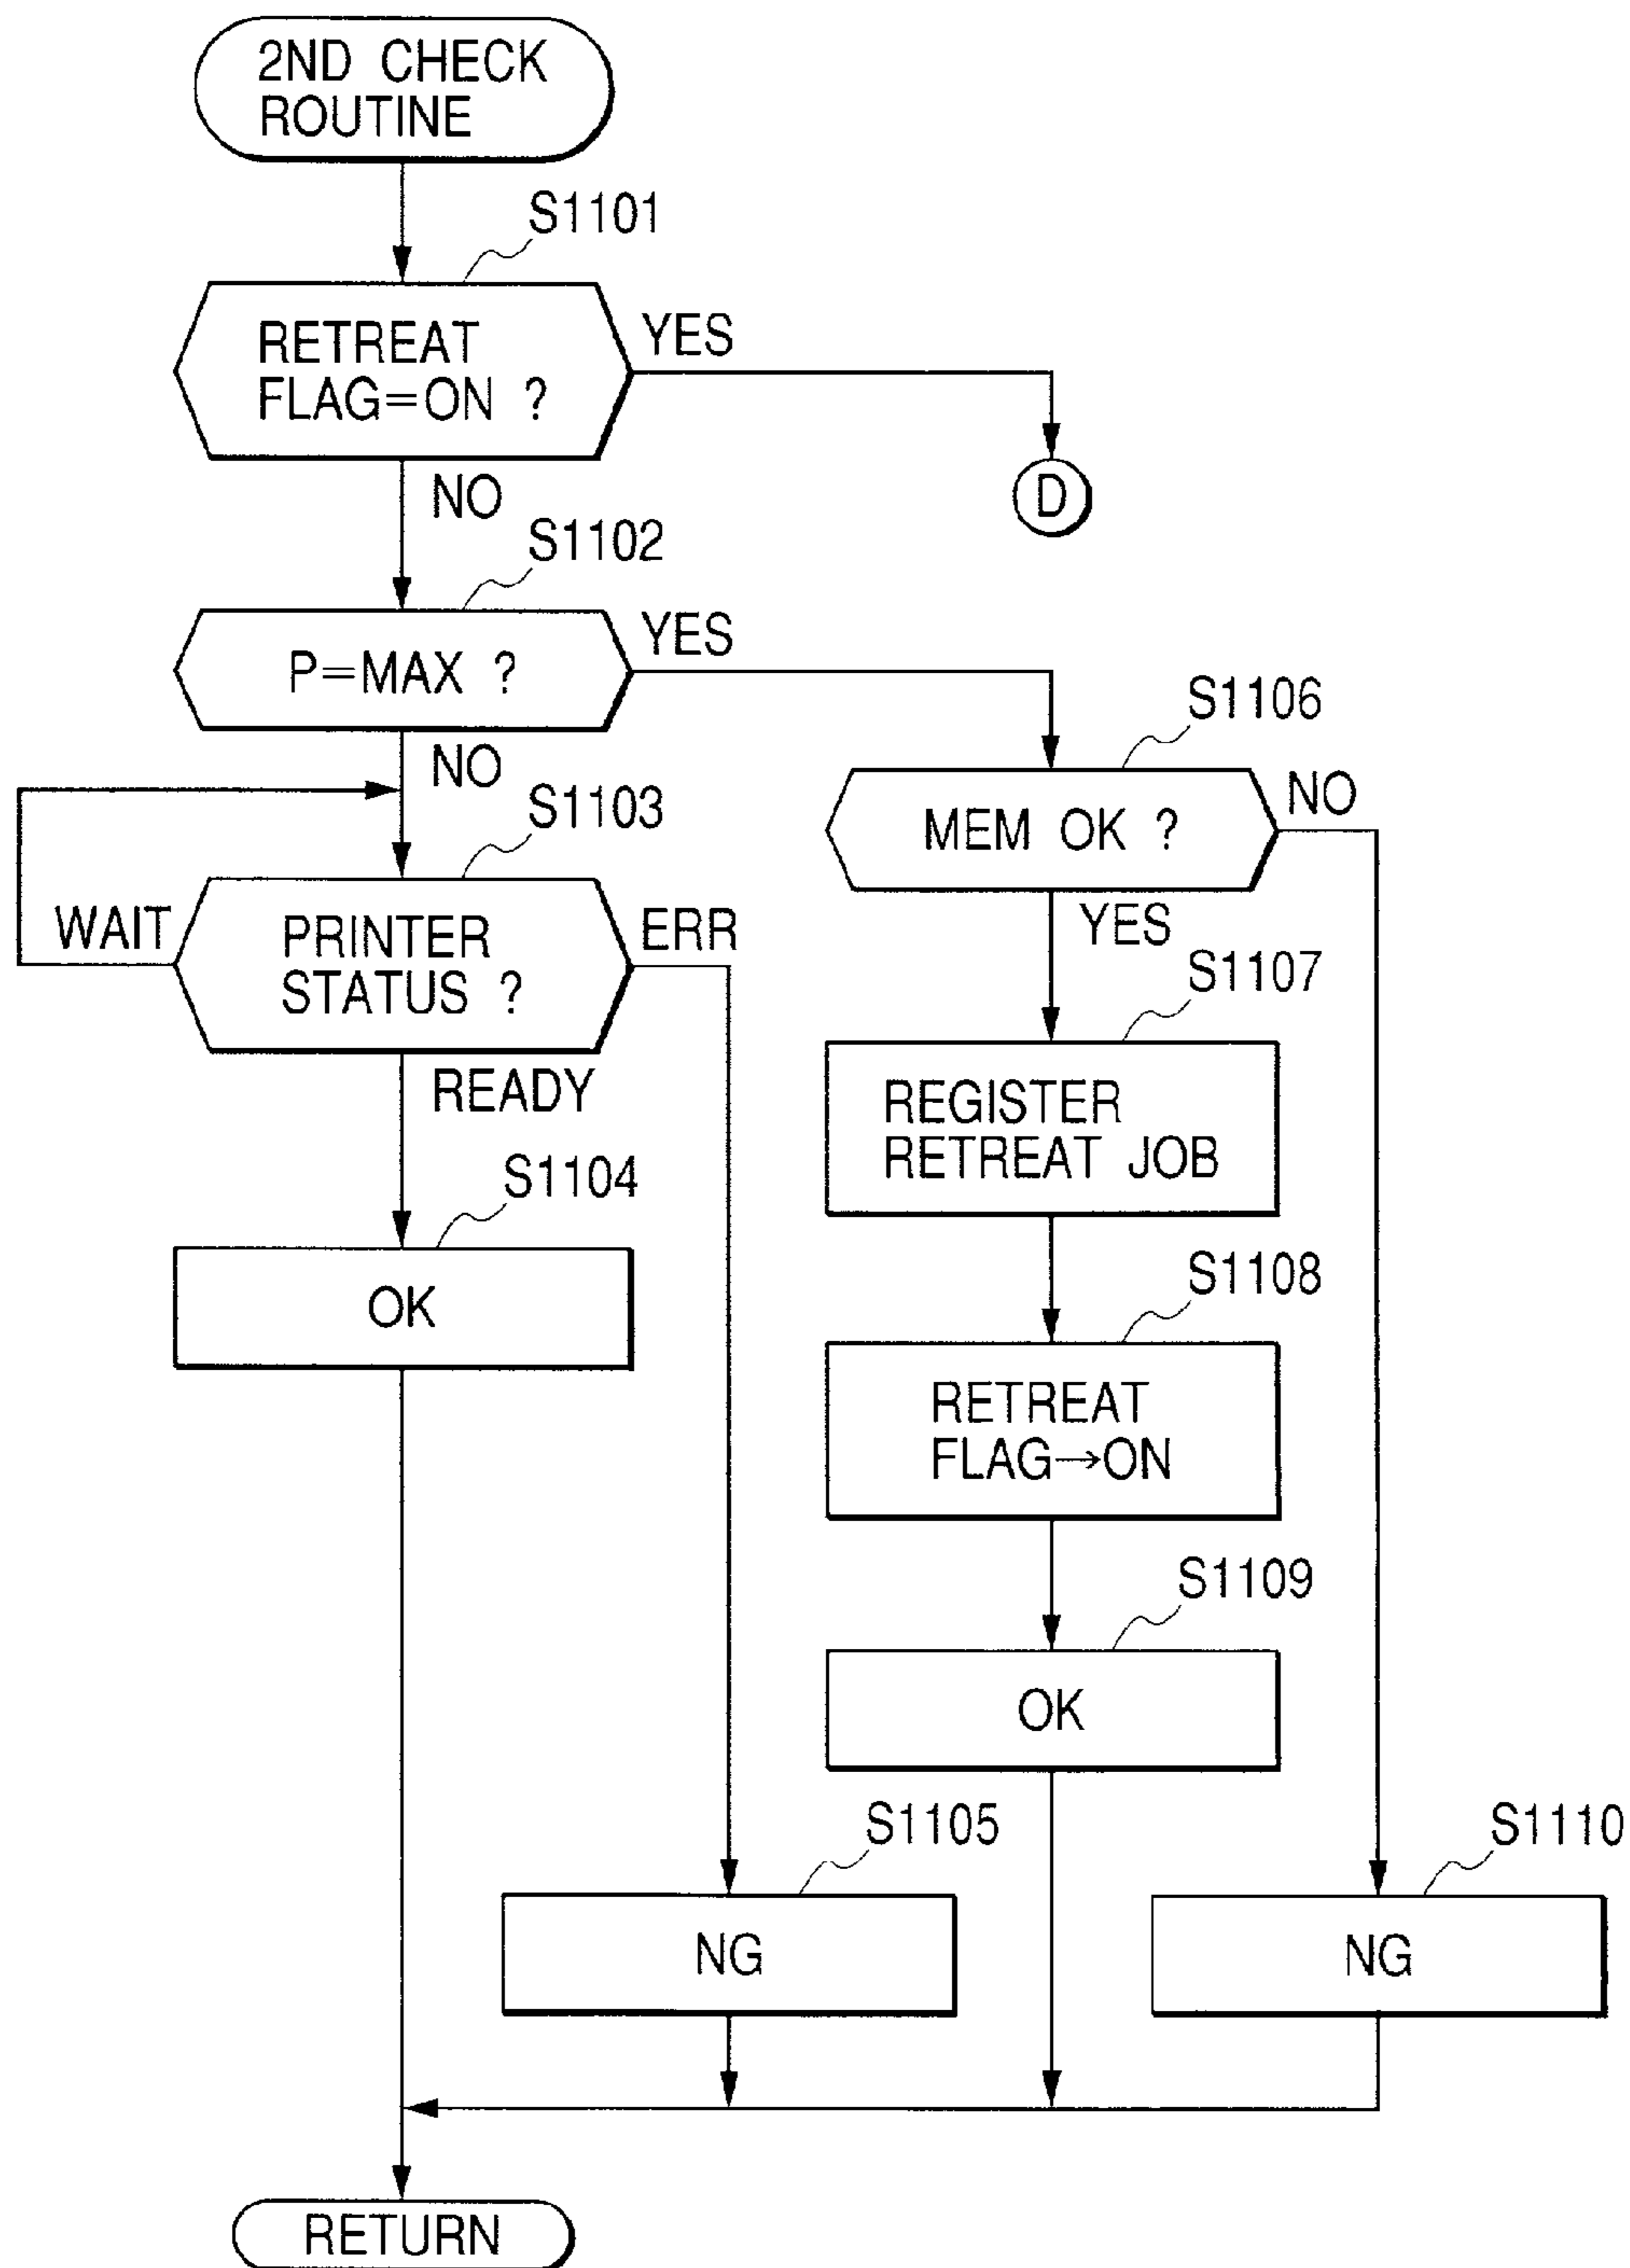 2ND CHECK
ROUTINE
S1101
RETREAT
FLAG=ON ?
YES
D
NO
S1102
P=MAX ?
YES
NO
S1106
MEM OK ?
NO
S1103
WAIT
PRINTER
STATUS ?
ERR
YES
READY
S1107
REGISTER
RETREAT JOB
S1104
OK
S1108
RETREAT
FLAG→ON
S1109
OK
S1105
NG
S1110
NG
RETURN